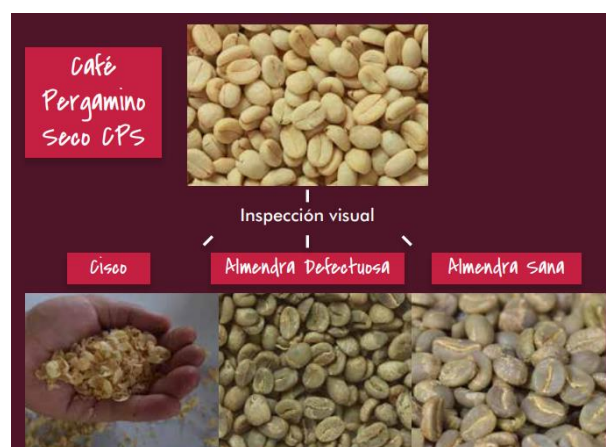 Café
Pergamino
Seco CPS
Inspección visual
Cisco
Almendra Defectuosa
Almendra Sana